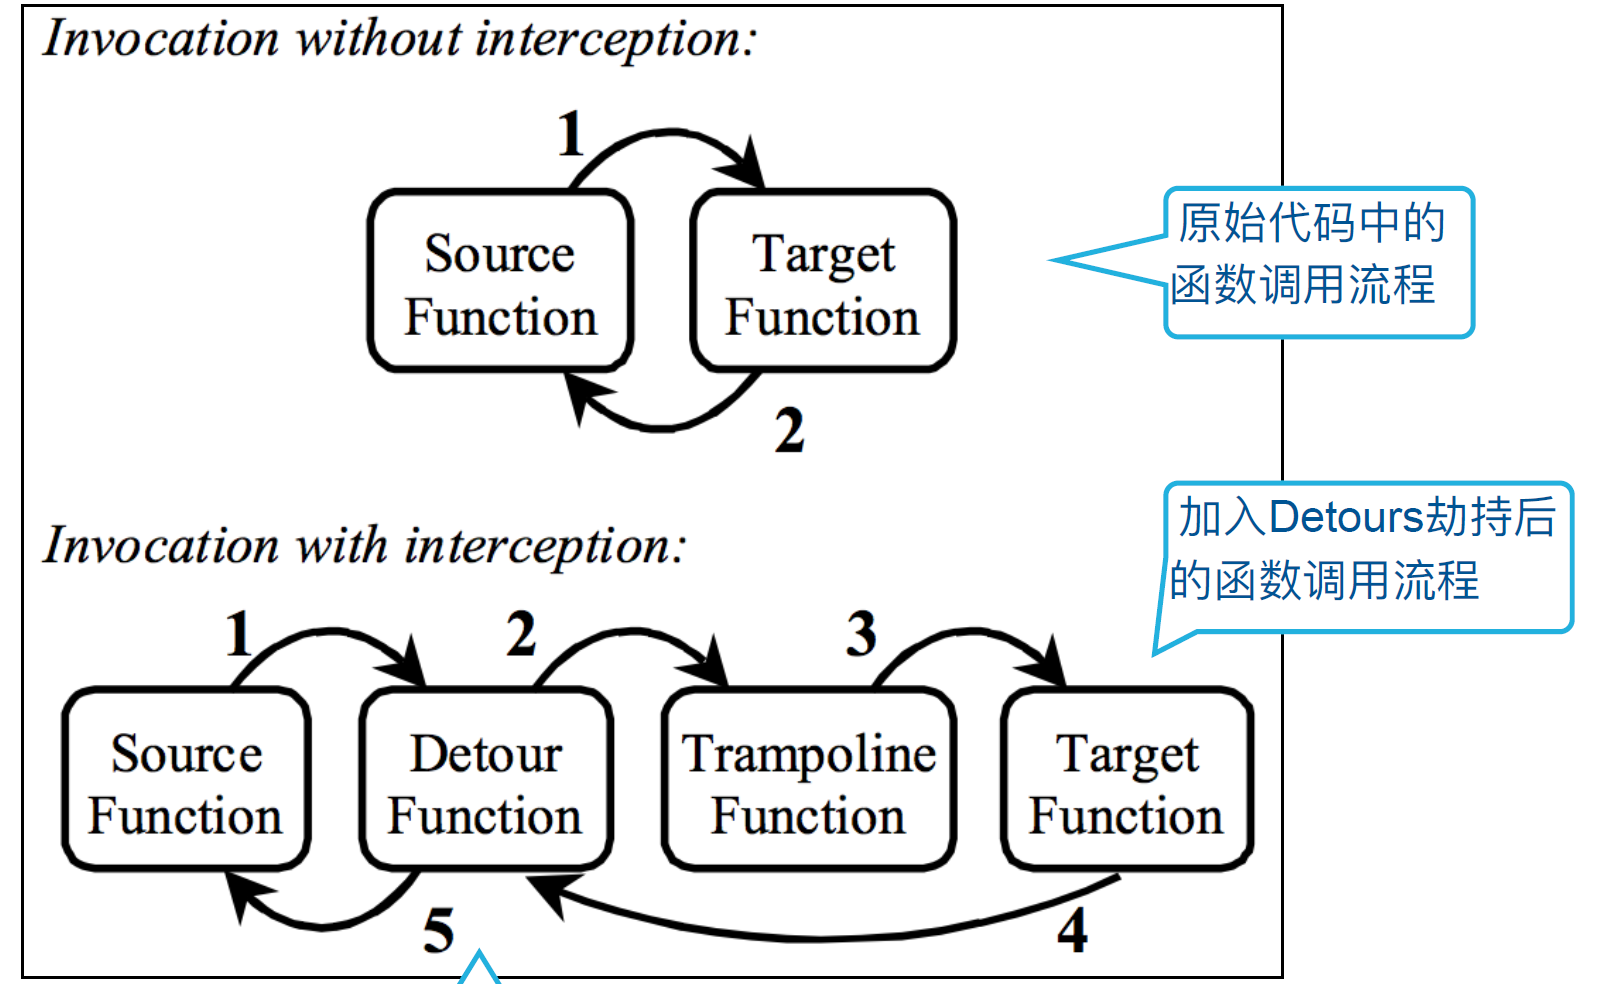 Invocation without interception:
1
Source
Function
Target
Function
2
原始代码中的
函数调用流程
Invocation with interception:
加入Detours劫持后
的函数调用流程
1
2
3
Source
Function
Detour
Function
Trampoline
Function
Target
Function
5
4